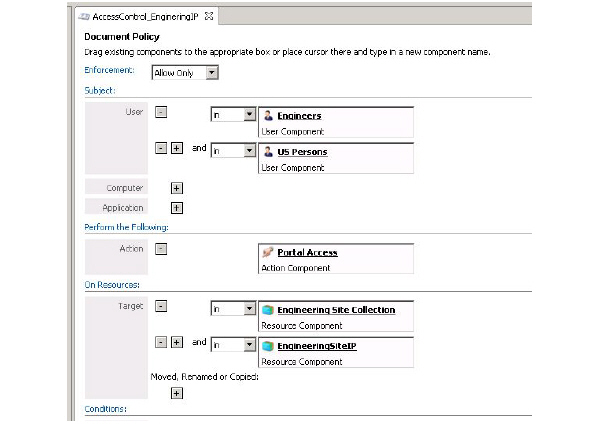 AccessControl_EngineringIP
Document Policy
Drag existing components to the appropriate box or place cursor there and type in a new component name.
Enforcement: Allow Only
Subject:
User - in Engineers
User Component
- + and in US Persons
User Component
Computer +
Application +
Perform the Following:
Action - Portal Access
Action Component
On Resources:
Target - in Engineering Site Collection
Resource Component
- + and in EngineeringSiteIP
Resource Component
Moved, Renamed or Copied:
+
Conditions: